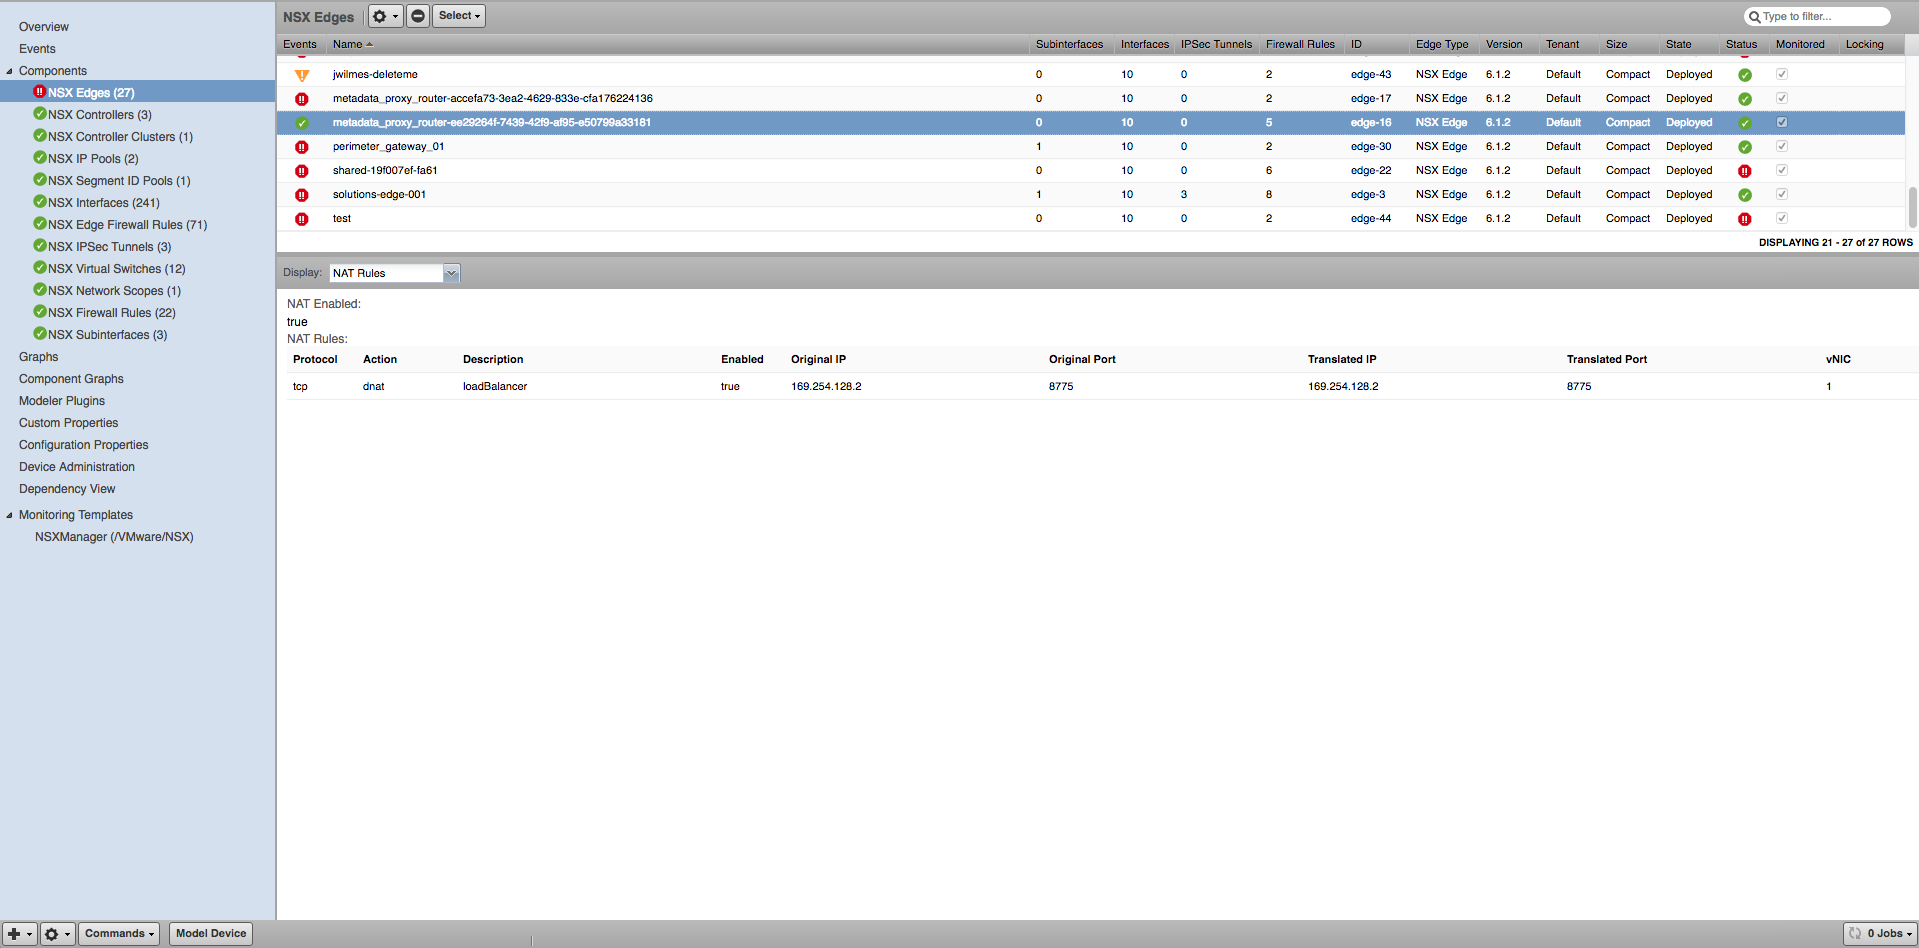 Overview
Events
Components
NSX Edges (27)
NSX Controllers (3)
NSX Controller Clusters (1)
NSX IP Pools (2)
NSX Segment ID Pools (1)
NSX Interfaces (241)
NSX Edge Firewall Rules (71)
NSX IPSec Tunnels (3)
NSX Virtual Switches (12)
NSX Network Scopes (1)
NSX Firewall Rules (22)
NSX Subinterfaces (3)
Graphs
Component Graphs
Modeler Plugins
Custom Properties
Configuration Properties
Device Administration
Dependency View
Monitoring Templates
NSXManager (/VMware/NSX)
NSX Edges Select Type to filter...
Events Name Subinterfaces Interfaces IPSec Tunnels Firewall Rules ID Edge Type Version Tenant Size State Status Monitored Locking
jwilmes-deleteme 0 10 0 2 edge-43 NSX Edge 6.1.2 Default Compact Deployed
metadata_proxy_router-accefa73-3ea2-4629-833e-cfa176224136 0 10 0 2 edge-17 NSX Edge 6.1.2 Default Compact Deployed
metadata_proxy_router-ee29264f-7439-42f9-af95-e50799a33181 0 10 0 5 edge-16 NSX Edge 6.1.2 Default Compact Deployed
perimeter_gateway_01 1 10 0 2 edge-30 NSX Edge 6.1.2 Default Compact Deployed
shared-19f007ef-fa61 0 10 0 6 edge-22 NSX Edge 6.1.2 Default Compact Deployed
solutions-edge-001 1 10 3 8 edge-3 NSX Edge 6.1.2 Default Compact Deployed
test 0 10 0 2 edge-44 NSX Edge 6.1.2 Default Compact Deployed
DISPLAYING 21 - 27 of 27 ROWS
Display: NAT Rules
NAT Enabled:
true
NAT Rules:
Protocol Action Description Enabled Original IP Original Port Translated IP Translated Port vNIC
tcp dnat loadBalancer true 169.254.128.2 8775 169.254.128.2 8775 1
Commands Model Device 0 Jobs